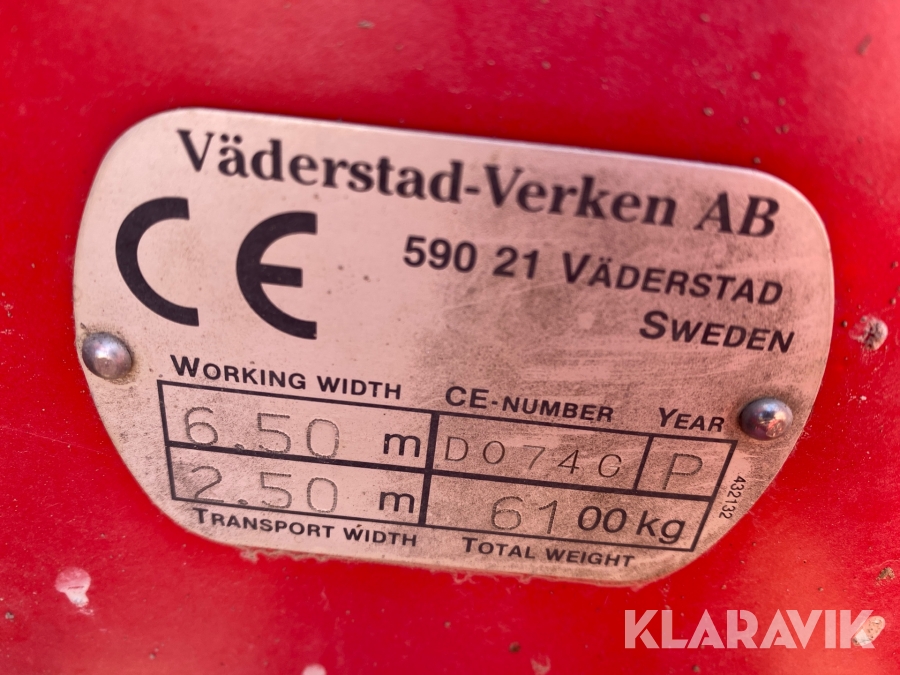 Väderstad-Verken AB
CE
590 21 VÄDERSTAD
SWEDEN
WORKING WIDTH
CE-NUMBER
YEAR
6.50 m
D074C
P
2.50 m
6100 kg
TRANSPORT WIDTH
TOTAL WEIGHT
432132
KLARAVIK